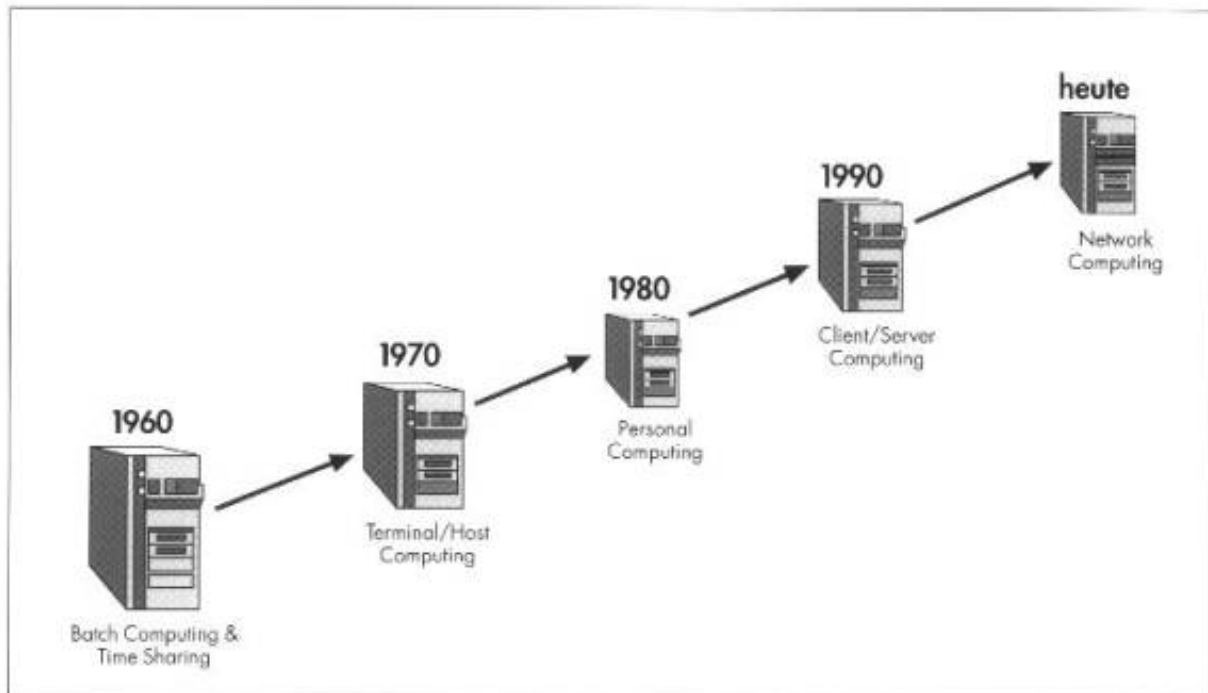 1960
Batch Computing &
Time Sharing
1970
Terminal/Host
Computing
1980
Personal
Computing
1990
Client/Server
Computing
heute
Network
Computing